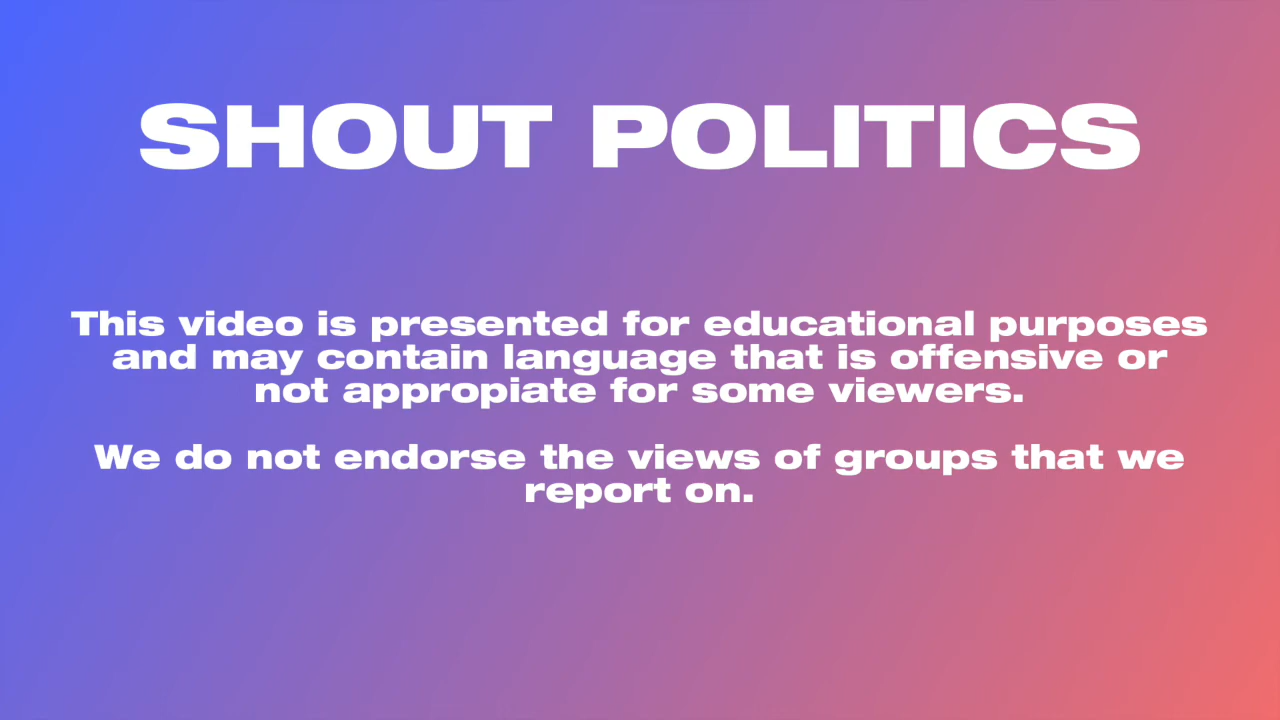 SHOUT POLITICS
This video is presented for educational purposes
and may contain language that is offensive or
not appropiate for some viewers.
We do not endorse the views of groups that we
report on.